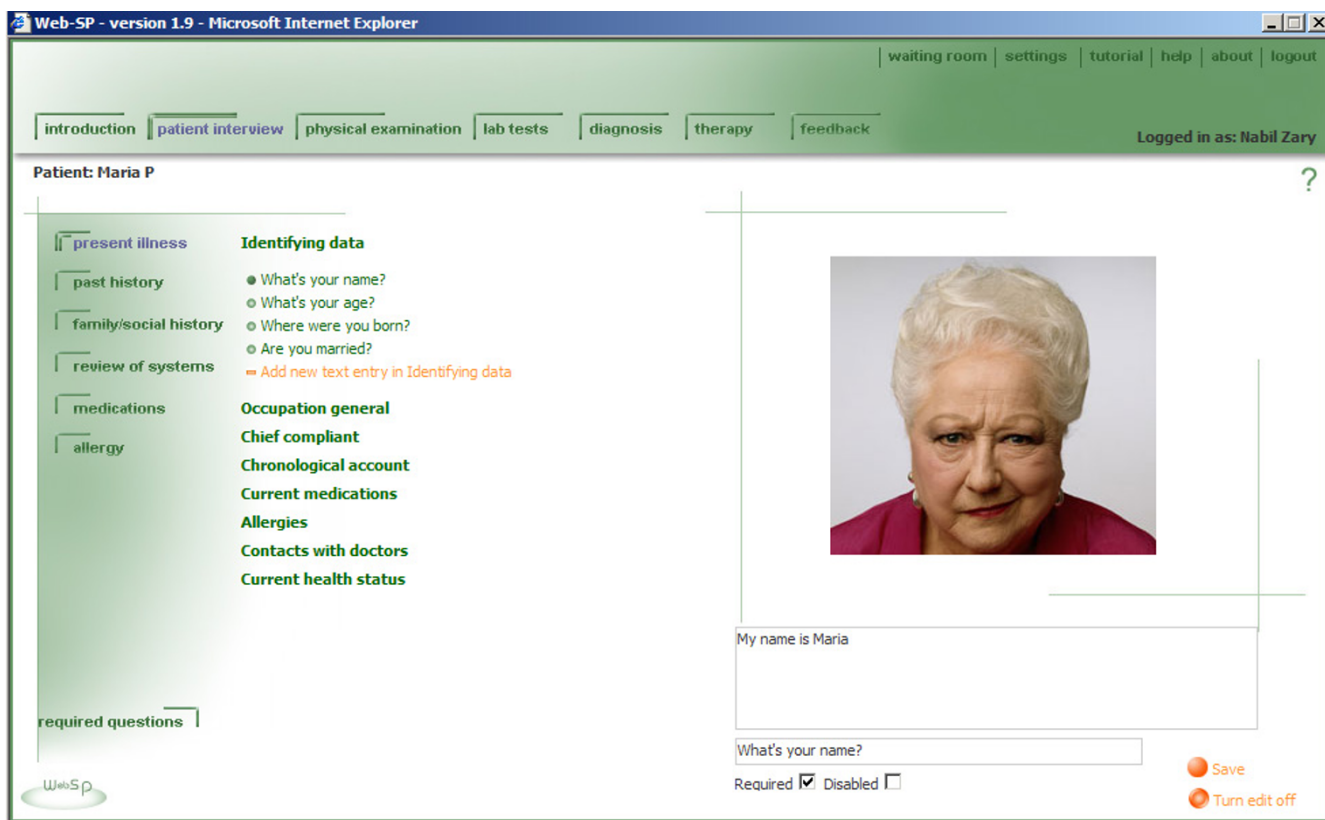 Web-SP - version 1.9 - Microsoft Internet Explorer
waiting room settings tutorial help about logout
introduction patient interview physical examination lab tests diagnosis therapy feedback
Logged in as: Nabil Zary
Patient: Maria P
?
present illness
past history
family/social history
review of systems
medications
allergy
required questions
WebSp
Identifying data
What's your name?
What's your age?
Where were you born?
Are you married?
Add new text entry in Identifying data
Occupation general
Chief compliant
Chronological account
Current medications
Allergies
Contacts with doctors
Current health status
My name is Maria
What's your name?
Required Disabled
Save
Turn edit off